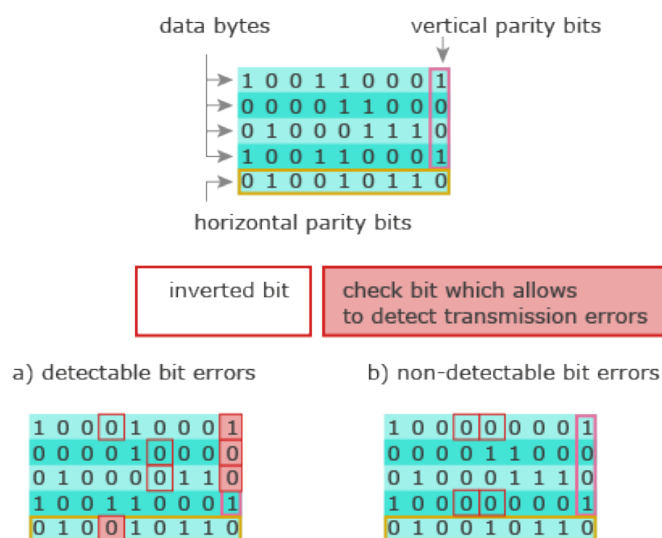 data bytes
vertical parity bits
1 0 0 1 1 0 0 0 1
0 0 0 0 1 1 0 0 0
0 1 0 0 0 1 1 1 0
1 0 0 1 1 0 0 0 1
0 1 0 0 1 0 1 1 0
horizontal parity bits
inverted bit
check bit which allows
to detect transmission errors
a) detectable bit errors
b) non-detectable bit errors
1 0 0 0 1 0 0 0 1
0 0 0 0 1 0 0 0 0
0 1 0 0 0 0 1 1 0
1 0 0 1 1 0 0 0 1
0 1 0 0 1 0 1 1 0
1 0 0 0 0 0 0 0 1
0 0 0 0 1 1 0 0 0
0 1 0 0 0 1 1 1 0
1 0 0 0 0 0 0 0 1
0 1 0 0 1 0 1 1 0